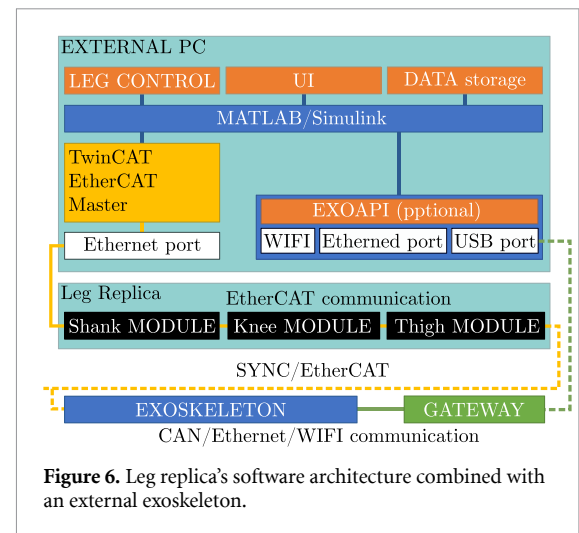 EXTERNAL PC
LEG CONTROL
UI
DATA storage
MATLAB/Simulink
TwinCAT
EtherCAT
Master
EXOAPI (pptional)
Ethernet port
WIFI
Etherned port
USB port
Leg Replica
EtherCAT communication
Shank MODULE
Knee MODULE
Thigh MODULE
SYNC/EtherCAT
EXOSKELETON
GATEWAY
CAN/Ethernet/WIFI communication
Figure 6. Leg replica's software architecture combined with
an external exoskeleton.